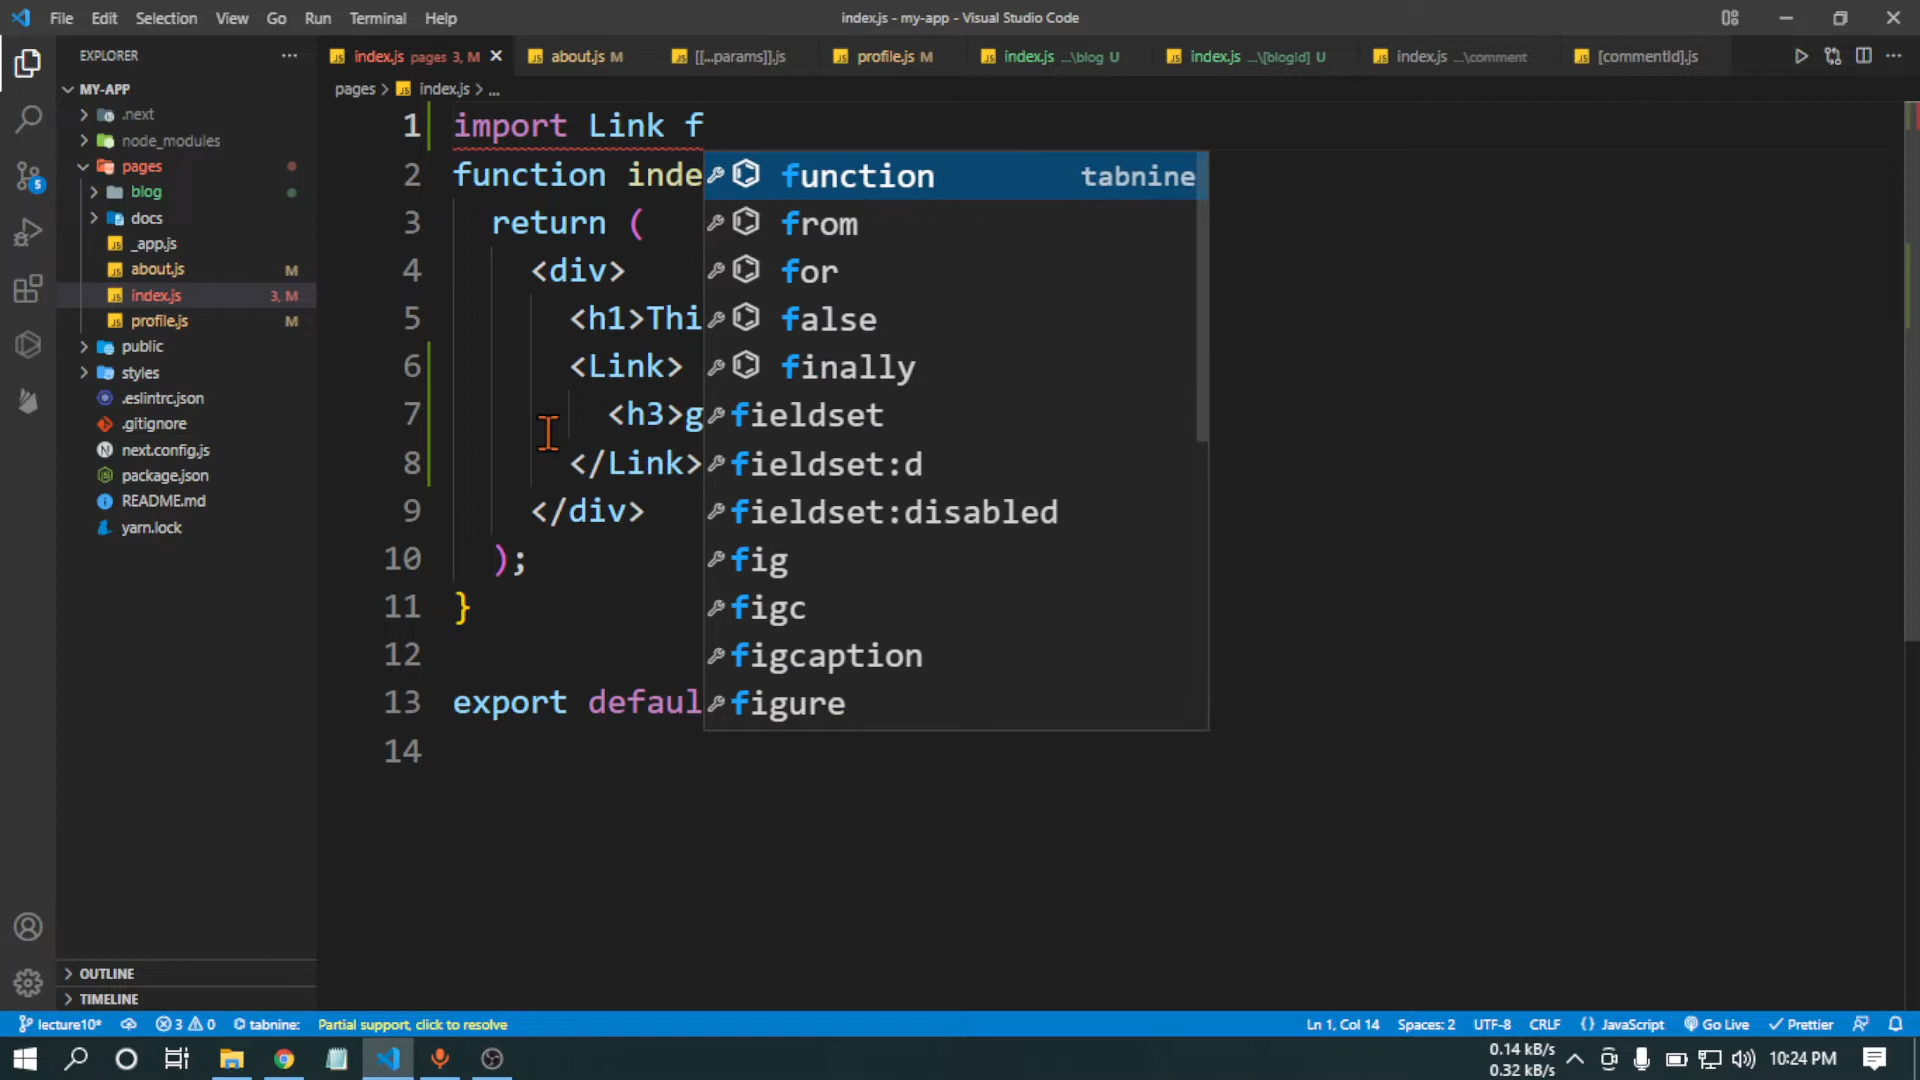 File Edit Selection View Go Run Terminal Help
index.js - my-app - Visual Studio Code
EXPLORER
index.js pages 3, M
about.js M
[[...params]].js
profile.js M
index.js ...\blog U
index.js ...\[blogId] U
index.js ...\comment
[commentId].js
MY-APP
.next
node_modules
pages
blog
docs
_app.js
about.js M
index.js 3, M
profile.js M
public
styles
.eslintrc.json
.gitignore
next.config.js
package.json
README.md
yarn.lock
OUTLINE
TIMELINE
pages > index.js > ...
1 import Link f
2 function inde
3 return (
4 <div>
5 <h1>Thi
6 <Link>
7 <h3>g
8 </Link>
9 </div>
10 );
11 }
12
13 export defaul
14
function tabnine
from
for
false
finally
fieldset
fieldset:d
fieldset:disabled
fig
figc
figcaption
figure
lecture10* 3 0 tabnine: Partial support, click to resolve
Ln 1, Col 14 Spaces: 2 UTF-8 CRLF {} JavaScript Go Live Prettier
0.14 kB/s
0.32 kB/s
10:24 PM